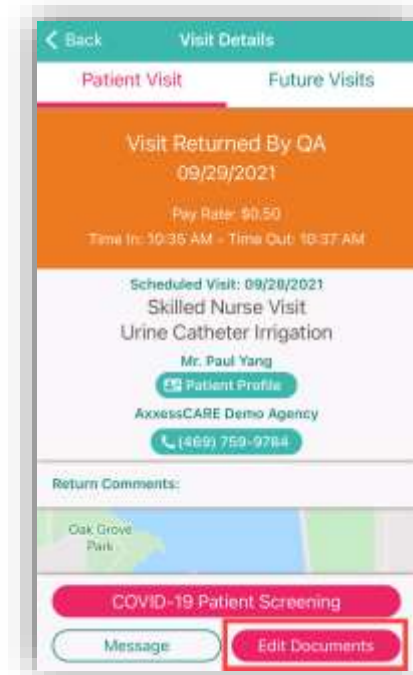 Back Visit Details
Patient Visit Future Visits
Visit Returned By QA
09/29/2021
Pay Rate: $0.50
Time In: 10:35 AM - Time Out: 10:37 AM
Scheduled Visit: 09/28/2021
Skilled Nurse Visit
Urine Catheter Irrigation
Mr. Paul Yang
Patient Profile
AxxessCARE Demo Agency
(469) 759-9784
Return Comments:
Oak Grove
Park
COVID-19 Patient Screening
Message Edit Documents